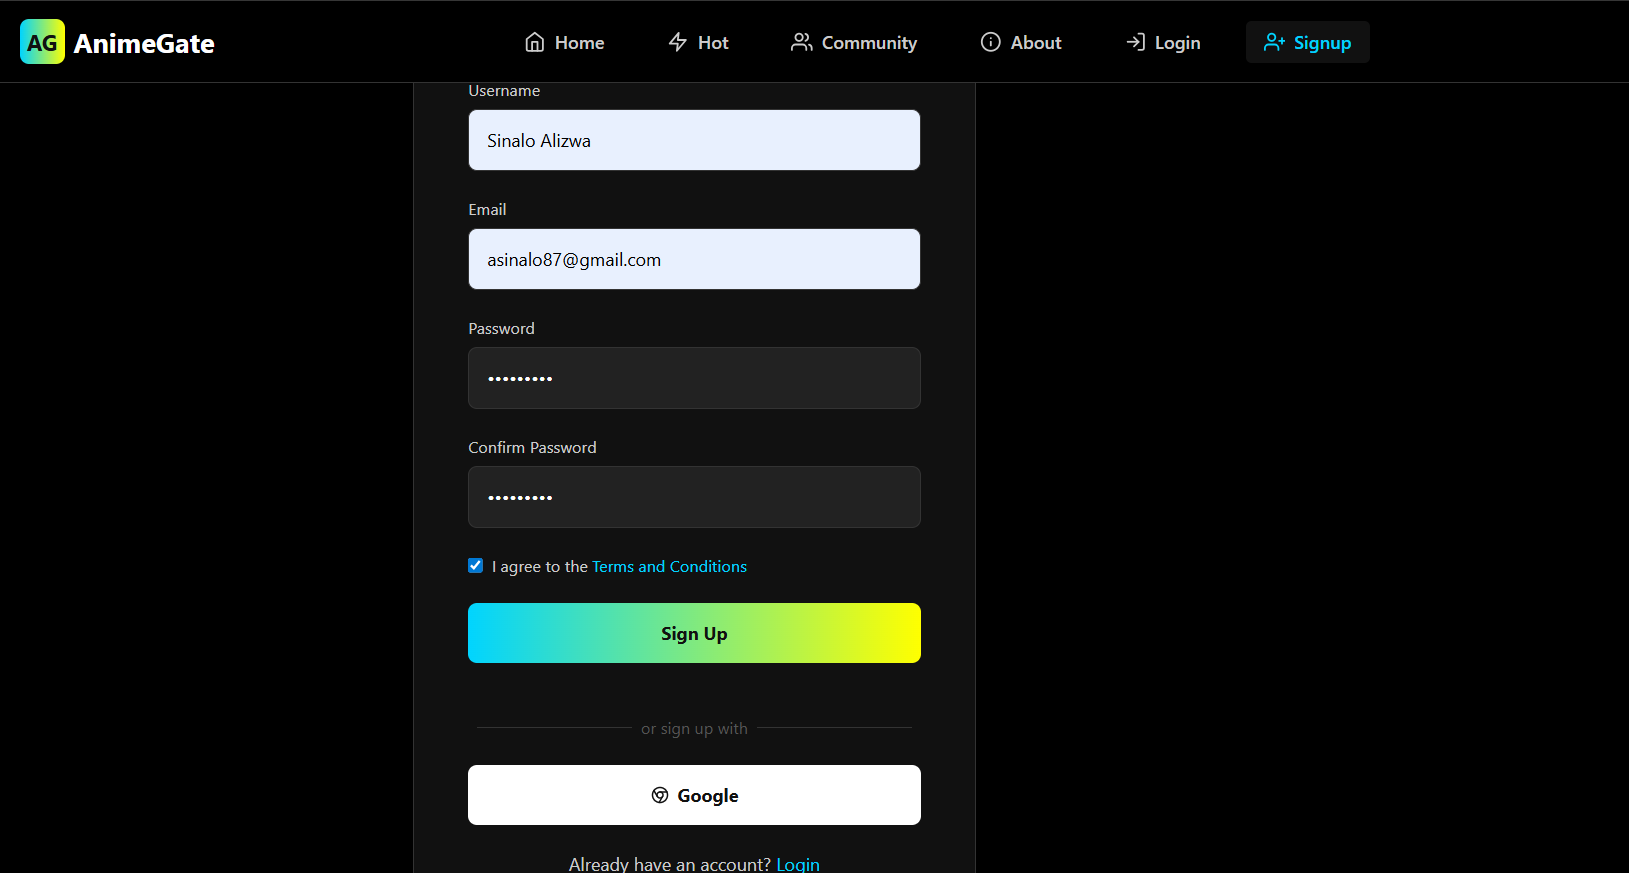 AG AnimeGate Home Hot Community About Login Signup
Username
Sinalo Alizwa
Email
asinalo87@gmail.com
Password
•••••••••
Confirm Password
•••••••••
I agree to the Terms and Conditions
Sign Up
or sign up with
Google
Already have an account? Login